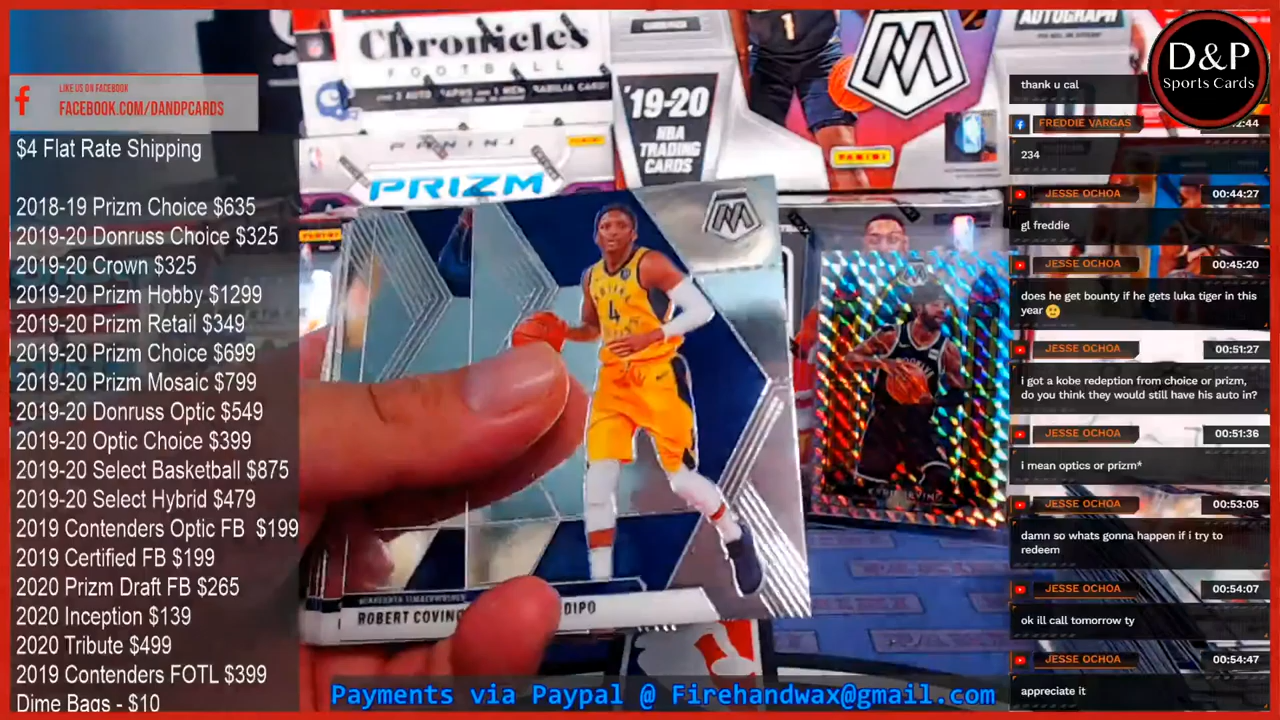 LIKE US ON FACEBOOK
FACEBOOK.COM/DANDPCARDS
$4 Flat Rate Shipping
2018-19 Prizm Choice $635
2019-20 Donruss Choice $325
2019-20 Crown $325
2019-20 Prizm Hobby $1299
2019-20 Prizm Retail $349
2019-20 Prizm Choice $699
2019-20 Prizm Mosaic $799
2019-20 Donruss Optic $549
2019-20 Optic Choice $399
2019-20 Select Basketball $875
2019-20 Select Hybrid $479
2019 Contenders Optic FB $199
2019 Certified FB $199
2020 Prizm Draft FB $265
2020 Inception $139
2020 Tribute $499
2019 Contenders FOTL $399
Dime Bags - $10
Chronicles
FOOTBALL
PANINI
PRIZM
'19-20
NBA
TRADING
CARDS
PANINI
AUTOGRAPH
1
4
ROBERT COVING
DIPO
Payments via Paypal @ Firehandwax@gmail.com
D&P
Sports Cards
thank u cal
FREDDIE VARGAS
2:44
234
JESSE OCHOA 00:44:27
gl freddie
JESSE OCHOA 00:45:20
does he get bounty if he gets luka tiger in this
year
JESSE OCHOA 00:51:27
i got a kobe redeption from choice or prizm,
do you think they would still have his auto in?
JESSE OCHOA 00:51:36
i mean optics or prizm*
JESSE OCHOA 00:53:05
damn so whats gonna happen if i try to
redeem
JESSE OCHOA 00:54:07
ok ill call tomorrow ty
JESSE OCHOA 00:54:47
appreciate it